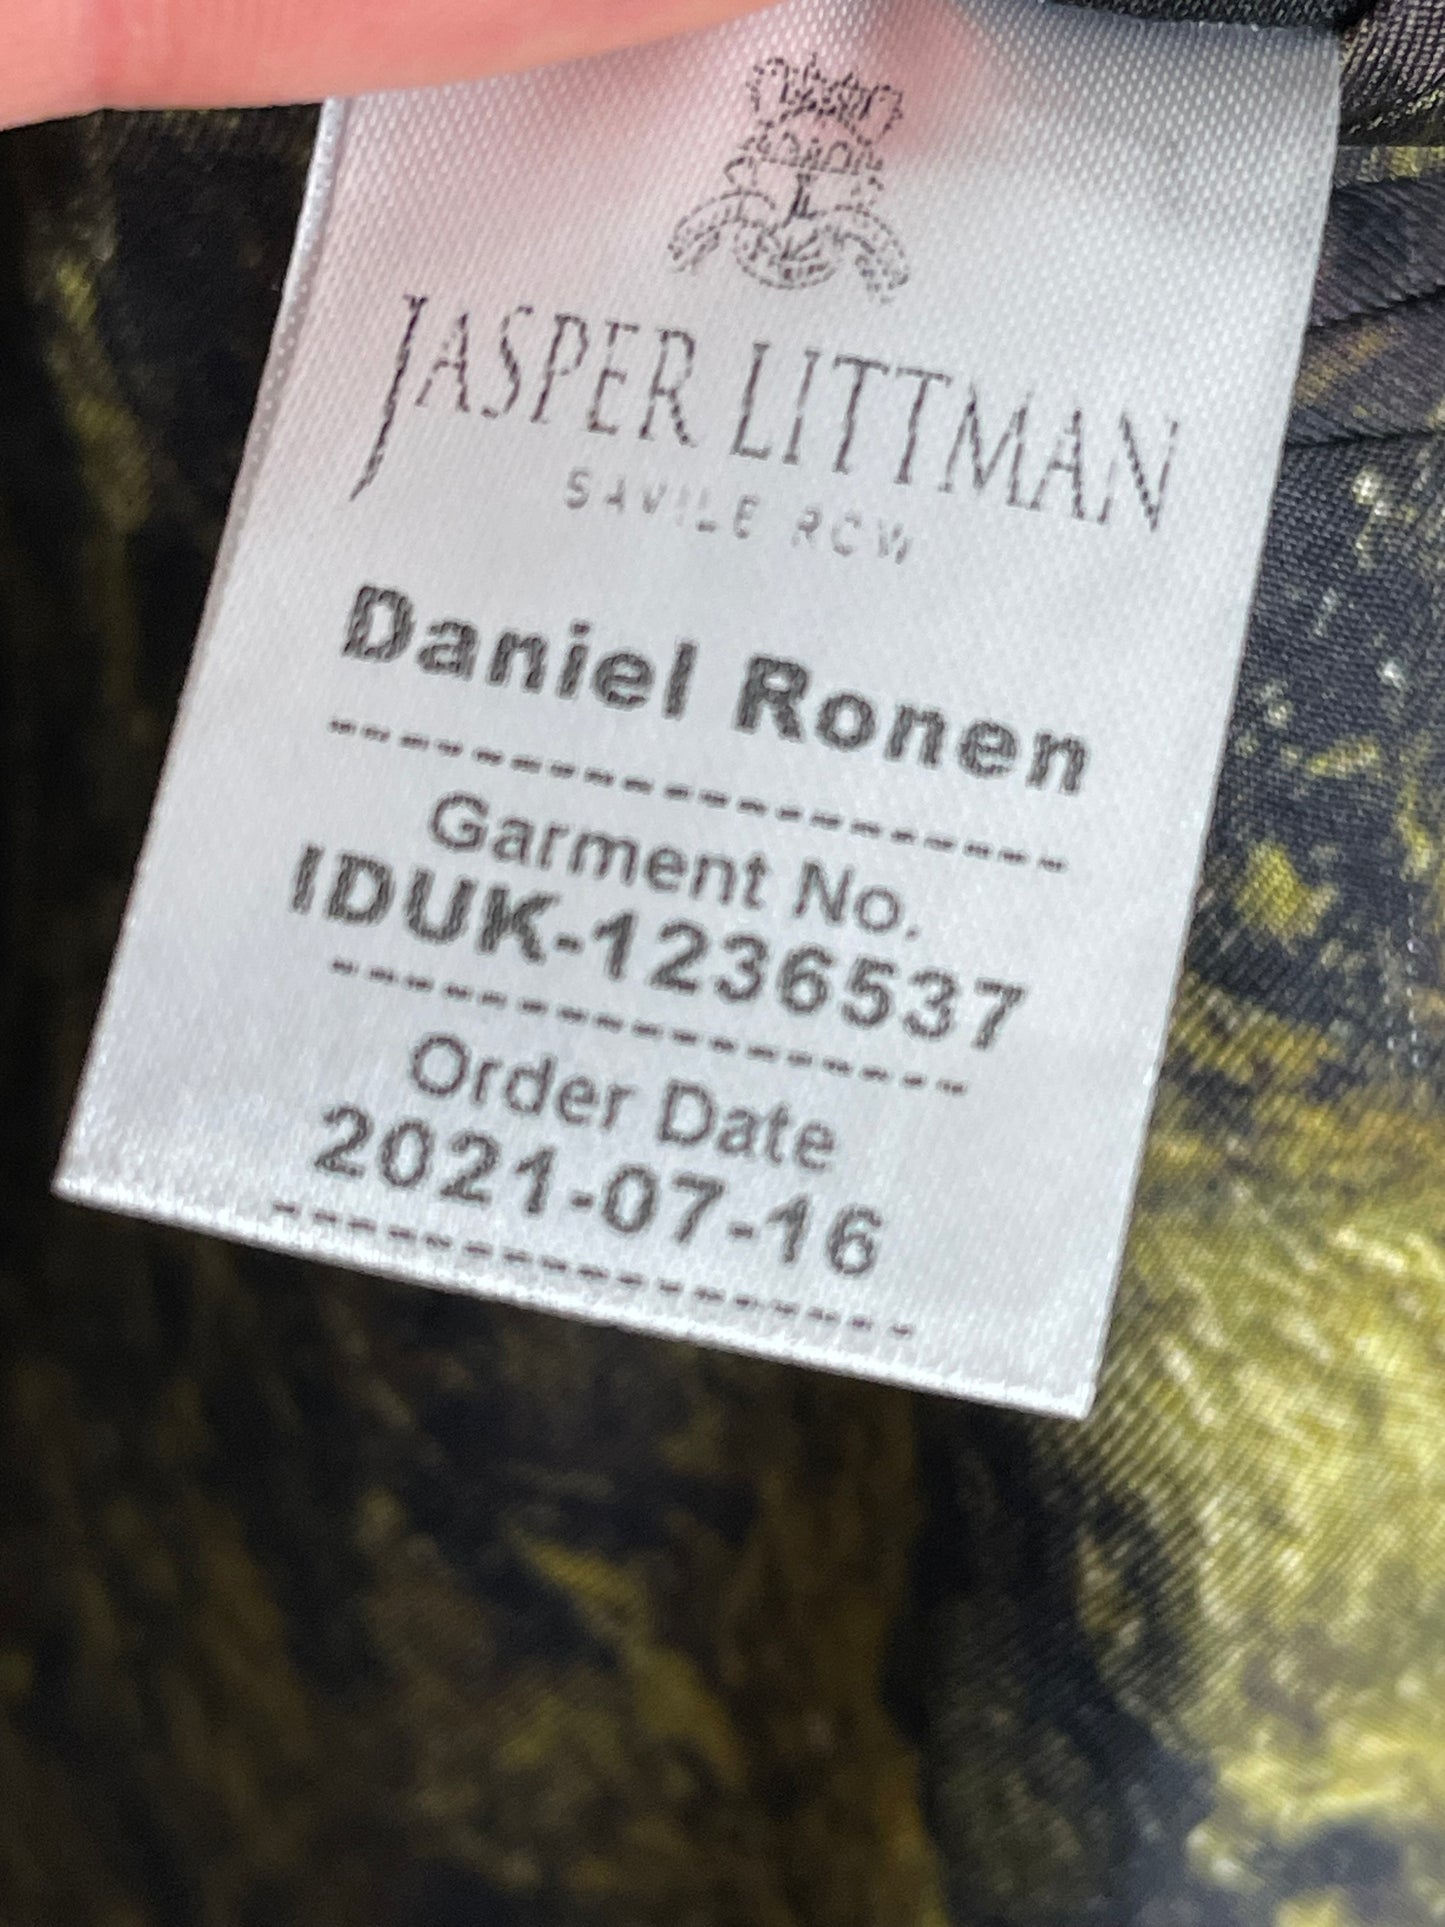 JASPER LITTMAN
SAVILE ROW
Daniel Ronen
Garment No.
IDUK-1236537
Order Date
2021-07-16